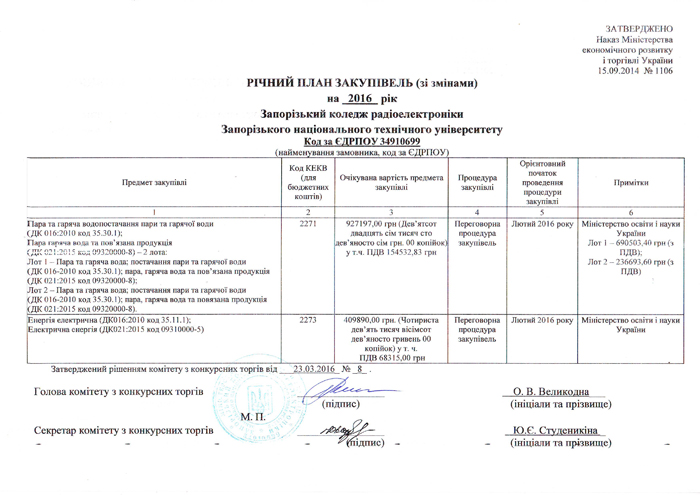 ЗАТВЕРДЖЕНО
Наказ Міністерства
економічного розвитку
і торгівлі України
15.09.2014 № 1106
РІЧНИЙ ПЛАН ЗАКУПІВЕЛЬ (зі змінами)
на 2016 рік
Запорізький коледж радіоелектроніки
Запорізького національного технічного університету
Код за ЄДРПОУ 34910699
(найменування замовника, код за ЄДРПОУ)
Предмет закупівлі
Код КЕКВ
(для
бюджетних
коштів)
Очікувана вартість предмета
закупівлі
Процедура
закупівлі
Орієнтовний
початок
проведення
процедури
закупівлі
Примітки
1
2
3
4
5
6
Пара та гаряча водопостачання пари та гарячої води
(ДК 016:2010 код 35.30.1);
Пара гаряча вода та пов'язана продукція
(ДК 021:2015 код 09320000-8) – 2 лота:
Лот 1 – Пара та гаряча вода; постачання пари та гарячої води
(ДК 016-2010 код 35.30.1); пара, гаряча вода та пов'язана продукція
(ДК 021:2015 код 09320000-8);
Лот 2 – Пара та гаряча вода; постачання пари та гарячої води
(ДК 016-2010 код 35.30.1); пара, гаряча вода та повязана продукція
(ДК 021:2015 код 09320000-8).
2271
927197,00 грн (Дев'ятсот
двадцять сім тисяч сто
дев'яносто сім грн. 00 копійок)
у т.ч. ПДВ 154532,83 грн
Переговорна
процедура
закупівель
Лютий 2016 року
Міністерство освіти і науки
України
Лот 1 – 690503,40 грн (з
ПДВ);
Лот 2 – 236693,60 грн (з
ПДВ)
Енергія електрична (ДК016:2010 код 35.11.1);
Електрична енергія (ДК021:2015 код 09310000-5)
2273
409890,00 грн. (Чотириста
дев'ять тисяч вісімсот
дев'яносто гривень 00
копійок) у т. ч.
ПДВ 68315,00 грн
Переговорна
процедура
закупівель
Лютий 2016 року
Міністерство освіти і науки
України
Затверджений рішенням комітету з конкурсних торгів від 23.03.2016 № 8 .
Голова комітету з конкурсних торгів
О. В. Великодна
(підпис)
(ініціали та прізвище)
М. П.
Секретар комітету з конкурсних торгів
Ю.Є. Студеникіна
(підпис)
(ініціали та прізвище)